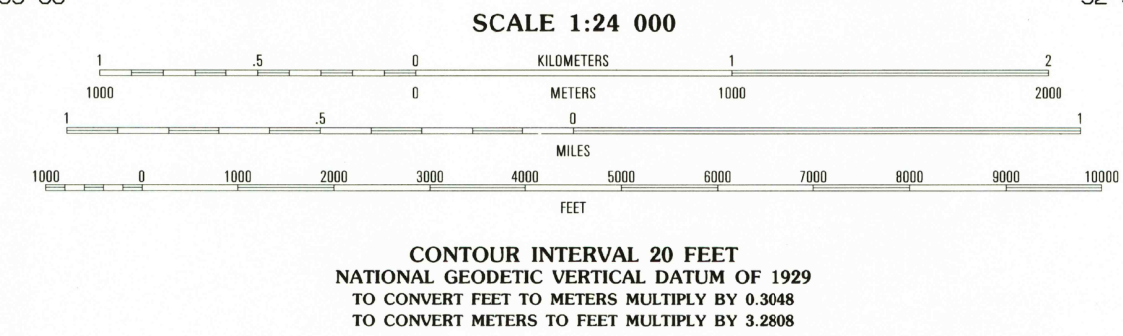 SCALE 1:24 000
1 .5 0 KILOMETERS 1 2
1000 0 METERS 1000 2000
1 .5 0 1
MILES
1000 0 1000 2000 3000 4000 5000 6000 7000 8000 9000 10000
FEET
CONTOUR INTERVAL 20 FEET
NATIONAL GEODETIC VERTICAL DATUM OF 1929
TO CONVERT FEET TO METERS MULTIPLY BY 0.3048
TO CONVERT METERS TO FEET MULTIPLY BY 3.2808